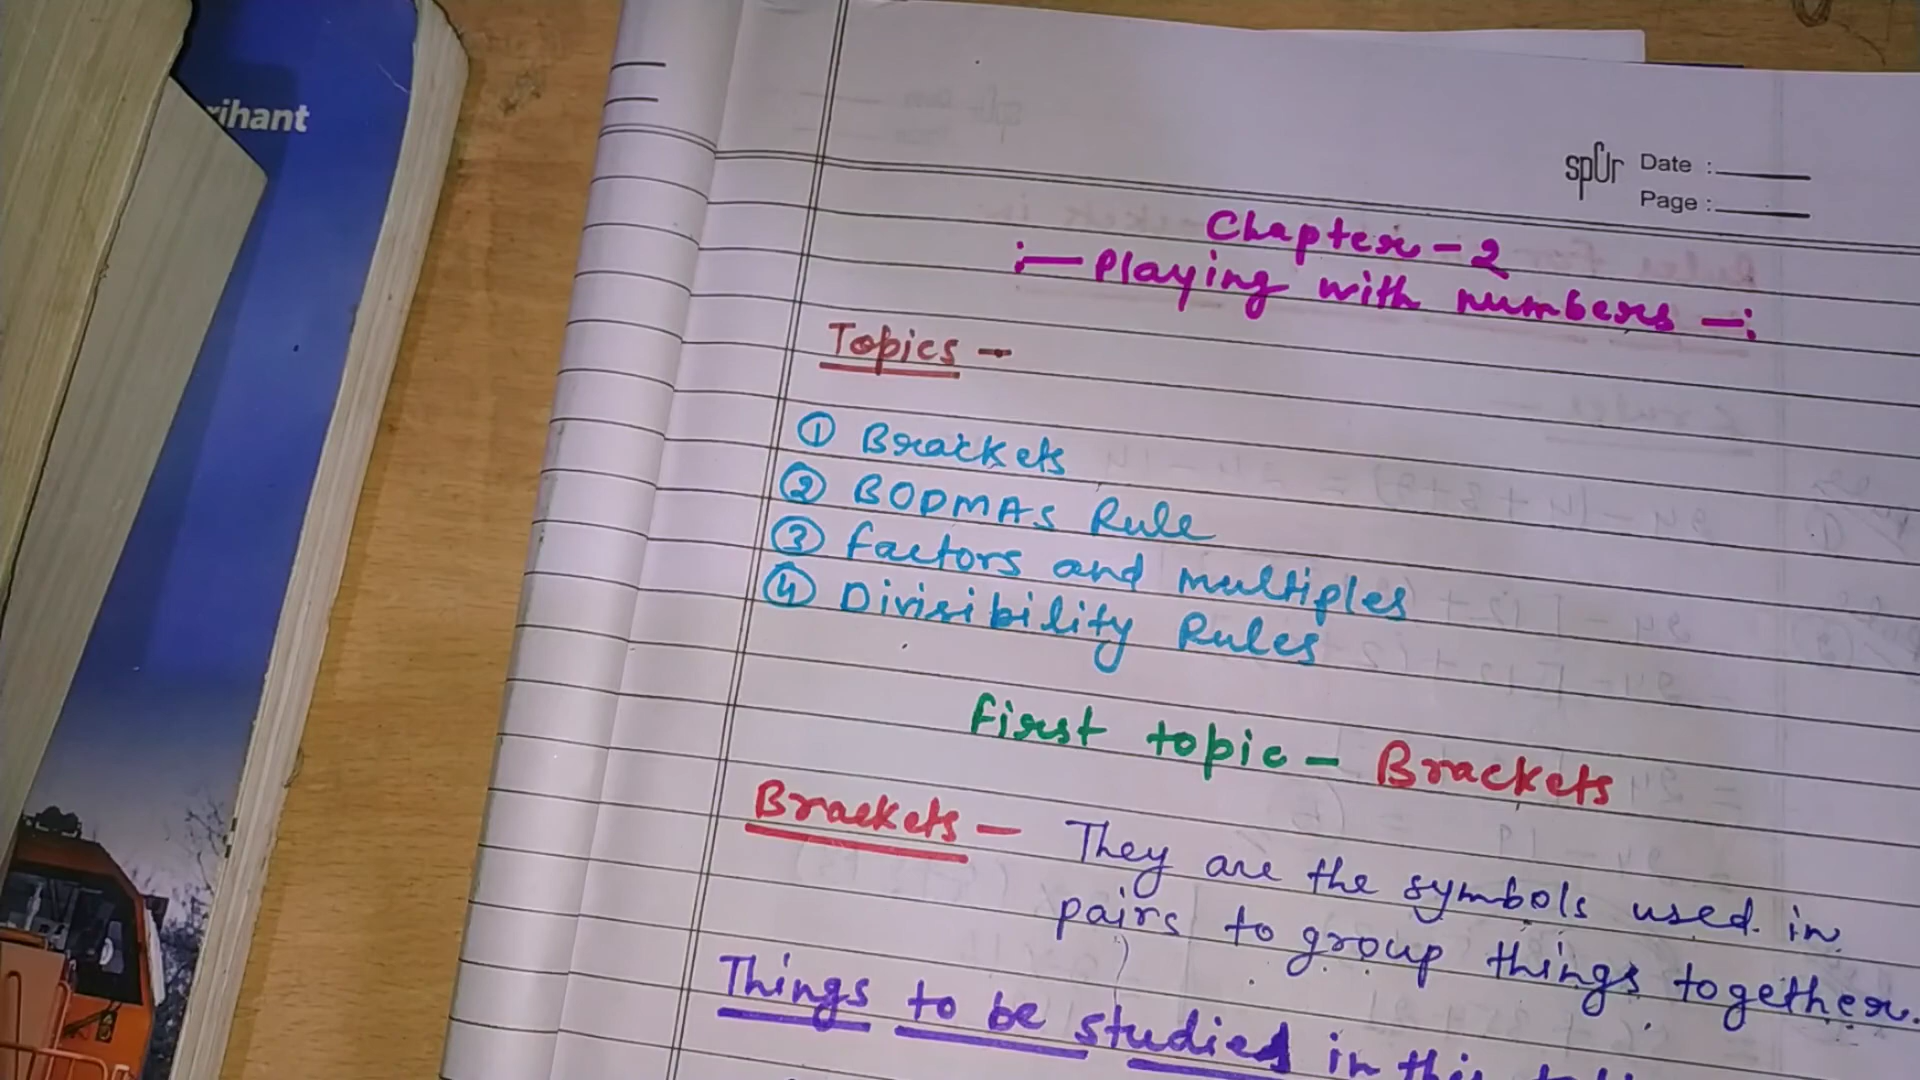 rihant
spUr Date :
Page :
Chapter - 2
:- Playing with numbers -:
Topics -
① Brackets
② BODMAS Rule
③ factors and multiples
④ Divisibility Rules
First topic - Brackets
Brackets - They are the symbols used in
pairs to group things together.
Things to be studied in this